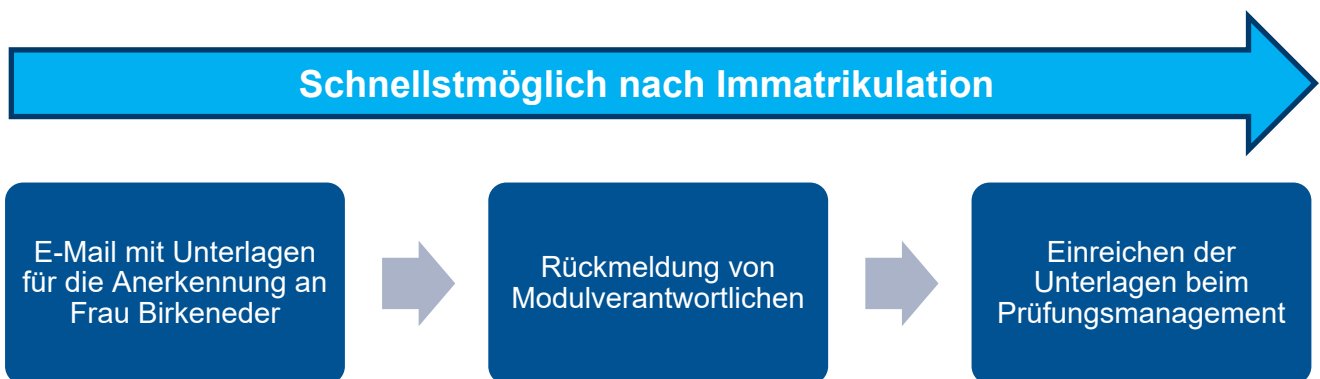 Schnellstmöglich nach Immatrikulation
E-Mail mit Unterlagen
für die Anerkennung an
Frau Birkeneder
Rückmeldung von
Modulverantwortlichen
Einreichen der
Unterlagen beim
Prüfungsmanagement